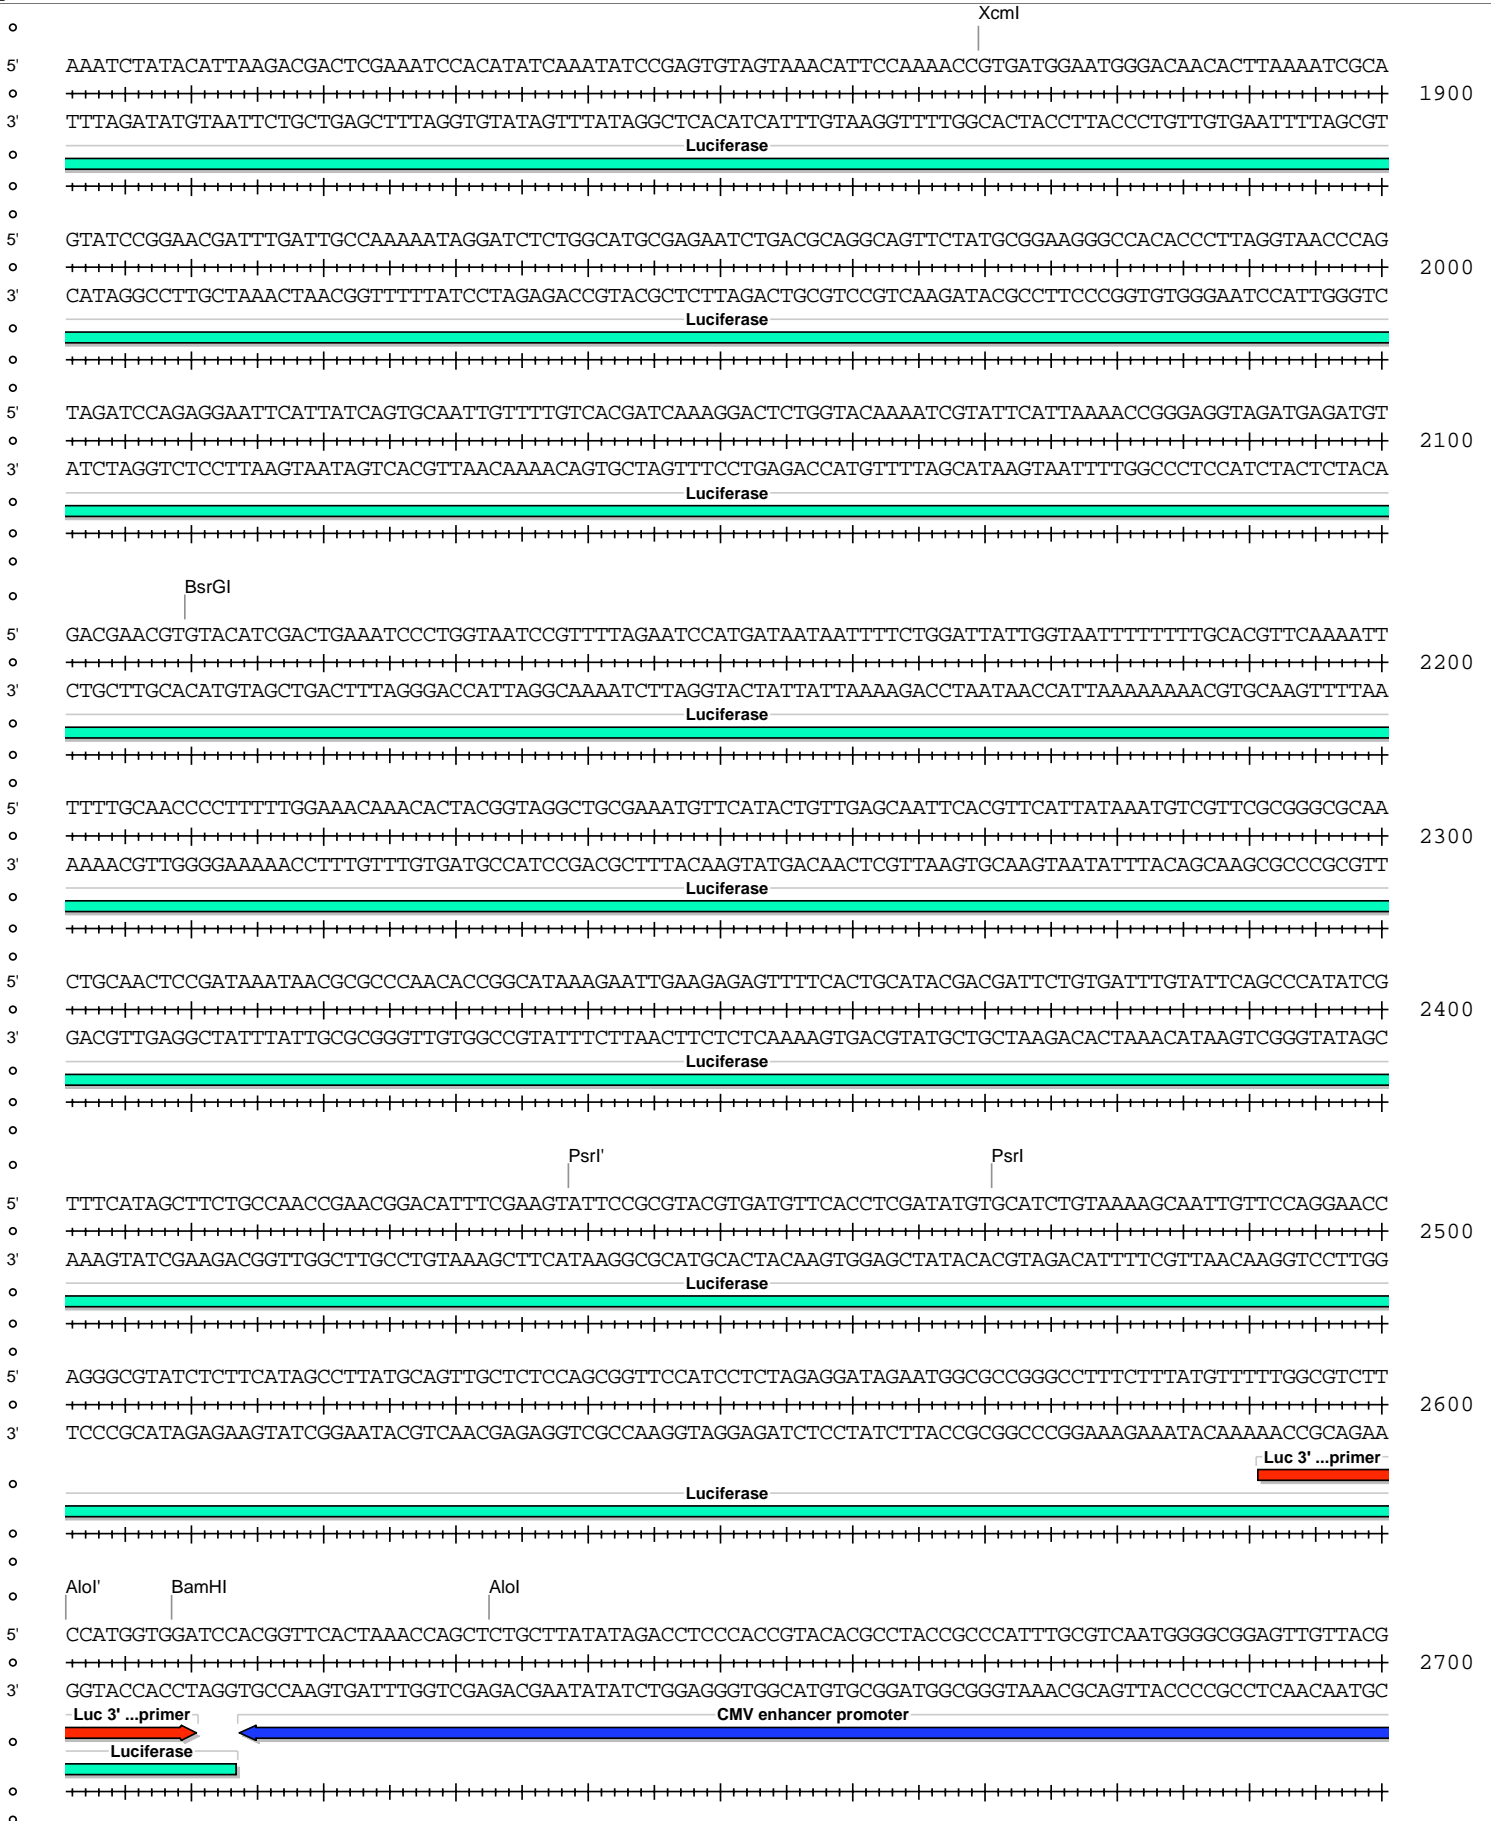 XcmI
5' AAATCTATACATTAAGACGACTCGAAATCCACATATCAAATATCCGAGTGTAGTAAACATTCCAAAACCGTGATGGAATGGGACAACACTTAAAATCGCA
1900
3' TTTAGATATGTAATTCTGCTGAGCTTTAGGTGTATAGTTTATAGGCTCACATCATTTGTAAGGTTTTGGCACTACCTTACCCTGTTGTGAATTTTAGCGT
Luciferase
5' GTATCCGGAACGATTTGATTGCCAAAAATAGGATCTCTGGCATGCGAGAATCTGACGCAGGCAGTTCTATGCGGAAGGGCCACACCCTTAGGTAACCCAG
2000
3' CATAGGCCTTGCTAAACTAACGGTTTTTATCCTAGAGACCGTACGCTCTTAGACTGCGTCCGTCAAGATACGCCTTCCCGGTGTGGGAATCCATTGGGTC
Luciferase
5' TAGATCCAGAGGAATTCATTATCAGTGCAATTGTTTTGTCACGATCAAAGGACTCTGGTACAAAATCGTATTCATTAAAACCGGGAGGTAGATGAGATGT
2100
3' ATCTAGGTCTCCTTAAGTAATAGTCACGTTAACAAAACAGTGCTAGTTTCCTGAGACCATGTTTTAGCATAAGTAATTTTGGCCCTCCATCTACTCTACA
Luciferase
BsrGI
5' GACGAACGTGTACATCGACTGAAATCCCTGGTAATCCGTTTTAGAATCCATGATAATAATTTTCTGGATTATTGGTAATTTTTTTTGCACGTTCAAAATT
2200
3' CTGCTTGCACATGTAGCTGACTTTAGGGACCATTAGGCAAAATCTTAGGTACTATTATTAAAAGACCTAATAACCATTAAAAAAAACGTGCAAGTTTTAA
Luciferase
5' TTTTGCAACCCCTTTTTGGAAACAAACACTACGGTAGGCTGCGAAATGTTCATACTGTTGAGCAATTCACGTTCATTATAAATGTCGTTCGCGGGCGCAA
2300
3' AAAACGTTGGGGAAAAACCTTTGTTTGTGATGCCATCCGACGCTTTACAAGTATGACAACTCGTTAAGTGCAAGTAATATTTACAGCAAGCGCCCGCGTT
Luciferase
5' CTGCAACTCCGATAAATAACGCGCCCAACACCGGCATAAAGAATTGAAGAGAGTTTTCACTGCATACGACGATTCTGTGATTTGTATTCAGCCCATATCG
2400
3' GACGTTGAGGCTATTTATTGCGCGGGTTGTGGCCGTATTTCTTAACTTCTCTCAAAAGTGACGTATGCTGCTAAGACACTAAACATAAGTCGGGTATAGC
Luciferase
PsrI' PsrI
5' TTTCATAGCTTCTGCCAACCGAACGGACATTTCGAAGTATTCCGCGTACGTGATGTTCACCTCGATATGTGCATCTGTAAAAGCAATTGTTCCAGGAACC
2500
3' AAAGTATCGAAGACGGTTGGCTTGCCTGTAAAGCTTCATAAGGCGCATGCACTACAAGTGGAGCTATACACGTAGACATTTTCGTTAACAAGGTCCTTGG
Luciferase
5' AGGGCGTATCTCTTCATAGCCTTATGCAGTTGCTCTCCAGCGGTTCCATCCTCTAGAGGATAGAATGGCGCCGGGCCTTTCTTTATGTTTTTGGCGTCTT
2600
3' TCCCGCATAGAGAAGTATCGGAATACGTCAACGAGAGGTCGCCAAGGTAGGAGATCTCCTATCTTACCGCGGCCCGGAAAGAAATACAAAAACCGCAGAA
Luc 3' ...primer
Luciferase
AloI' BamHI AloI
5' CCATGGTGGATCCACGGTTCACTAAACCAGCTCTGCTTATATAGACCTCCCACCGTACACGCCTACCGCCCATTTGCGTCAATGGGGCGGAGTTGTTACG
2700
3' GGTACCACCTAGGTGCCAAGTGATTTGGTCGAGACGAATATATCTGGAGGGTGGCATGTGCGGATGGCGGGTAAACGCAGTTACCCCGCCTCAACAATGC
Luc 3' ...primer CMV enhancer promoter
Luciferase